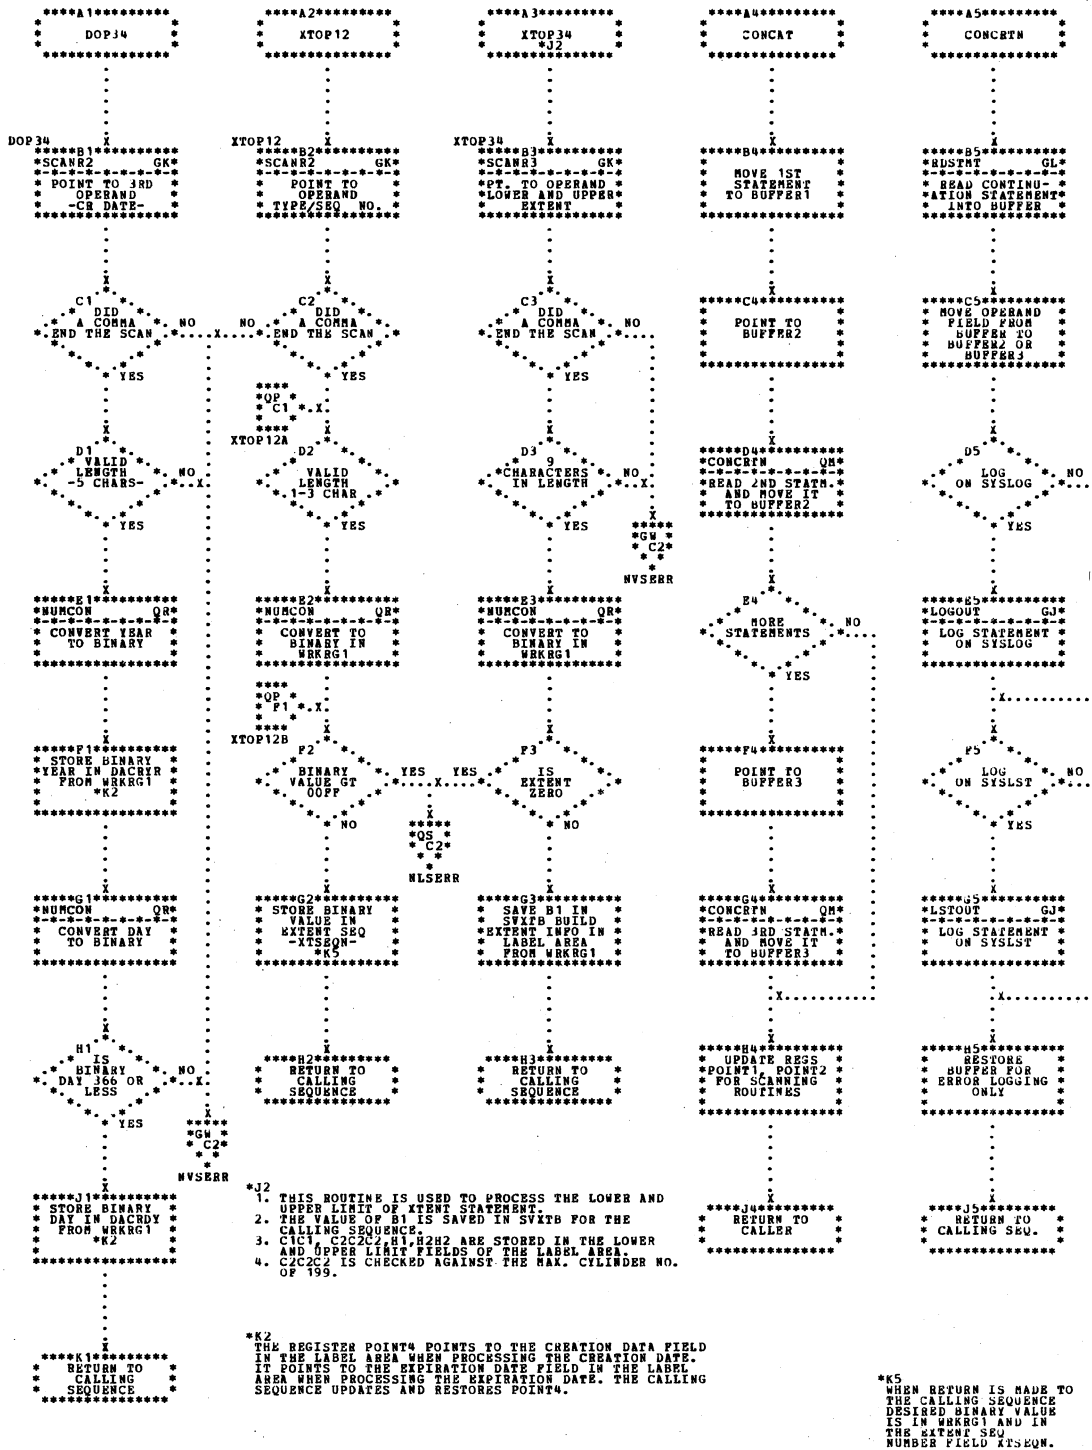 ****A1*********
DOP34
****A2*********
XTOP12
****A3*********
XTOP34
*J2
****A4*********
CONCAT
****A5*********
CONCRTN
DOP34
*****B1**********
*SCANR2 GK*
POINT TO 3RD
OPERAND
-CR DATE-
XTOP12
*****B2**********
*SCANR2 GK*
POINT TO
OPERAND
TYPE/SEQ NO.
XTOP34
*****B3**********
*SCANR3 GK*
*PT. TO OPERAND
*LOWER AND UPPER*
EXTENT
*****B4**********
MOVE 1ST
STATEMENT
TO BUFFER1
*****B5**********
*RDSTMT GL*
READ CONTINU-
*ATION STATEMENT*
INTO BUFFER
C1
DID
A COMMA
END THE SCAN
NO
YES
C2
DID
A COMMA
END THE SCAN
NO
YES
C3
DID
A COMMA
END THE SCAN
NO
YES
*****C4**********
POINT TO
BUFFER2
*****C5**********
MOVE OPERAND
FIELD FROM
BUFFER TO
BUFFER2 OR
BUFFER3
*QP
C1
XTOP12A
D1
VALID
LENGTH
-5 CHARS-
NO
YES
D2
VALID
LENGTH
1-3 CHAR
YES
D3
9
*CHARACTERS
IN LENGTH
NO
YES
*****D4**********
*CONCRTN QM*
*READ 2ND STATM.*
AND MOVE IT
TO BUFFER2
D5
LOG
ON SYSLOG
NO
YES
*GW
C2*
NVSERR
*****E1**********
*NUMCON QR*
CONVERT YEAR
TO BINARY
*****E2**********
*NUMCON QR*
CONVERT TO
BINARY IN
WRKRG1
*****E3**********
*NUMCON QR*
CONVERT TO
BINARY IN
WRKRG1
E4
MORE
STATEMENTS
NO
YES
*****E5**********
*LOGOUT GJ*
LOG STATEMENT
ON SYSLOG
*QP
F1
XTOP12B
*****F1**********
STORE BINARY
*YEAR IN DACRYR
FROM WRKRG1
*K2
F2
BINARY
VALUE GT
00FF
YES
NO
F3
IS
EXTENT
ZERO
YES
NO
*****F4**********
POINT TO
BUFFER3
F5
LOG
ON SYSLST
NO
YES
*QS
C2*
NLSERR
*****G1**********
*NUMCON QR*
CONVERT DAY
TO BINARY
*****G2**********
STORE BINARY
VALUE IN
EXTENT SEQ
-XTSEQN-
*K5
*****G3**********
SAVE B1 IN
SVXTB BUILD
*EXTENT INFO IN
LABEL AREA
FROM WRKRG1
*****G4**********
*CONCRTN QM*
*READ 3RD STATM.*
AND MOVE IT
TO BUFFER3
*****G5**********
*LSTOUT GJ*
LOG STATEMENT
ON SYSLST
H1
IS
BINARY
DAY 366 OR
LESS
NO
YES
****H2*********
RETURN TO
CALLING
SEQUENCE
****H3*********
RETURN TO
CALLING
SEQUENCE
*****H4**********
UPDATE REGS
*POINT1, POINT2
FOR SCANNING
ROUTINES
*****H5**********
RESTORE
BUFFER FOR
ERROR LOGGING
ONLY
*GW
C2*
NVSERR
*****J1**********
STORE BINARY
DAY IN DACRDY
FROM WRKRG1
*K2
*J2
1. THIS ROUTINE IS USED TO PROCESS THE LOWER AND
UPPER LIMIT OF XTENT STATEMENT.
2. THE VALUE OF B1 IS SAVED IN SVXTB FOR THE
CALLING SEQUENCE.
3. C1C1, C2C2C2,H1,H2H2 ARE STORED IN THE LOWER
AND UPPER LIMIT FIELDS OF THE LABEL AREA.
4. C2C2C2 IS CHECKED AGAINST THE MAX. CYLINDER NO.
OF 199.
****J4*********
RETURN TO
CALLER
****J5*********
RETURN TO
CALLING SEQ.
****K1*********
RETURN TO
CALLING
SEQUENCE
*K2
THE REGISTER POINT4 POINTS TO THE CREATION DATA FIELD
IN THE LABEL AREA WHEN PROCESSING THE CREATION DATE.
IT POINTS TO THE EXPIRATION DATE FIELD IN THE LABEL
AREA WHEN PROCESSING THE EXPIRATION DATE. THE CALLING
SEQUENCE UPDATES AND RESTORES POINT4.
*K5
WHEN RETURN IS MADE TO
THE CALLING SEQUENCE
DESIRED BINARY VALUE
IS IN WRKRG1 AND IN
THE EXTENT SEQ
NUMBER FIELD XTSEQN.